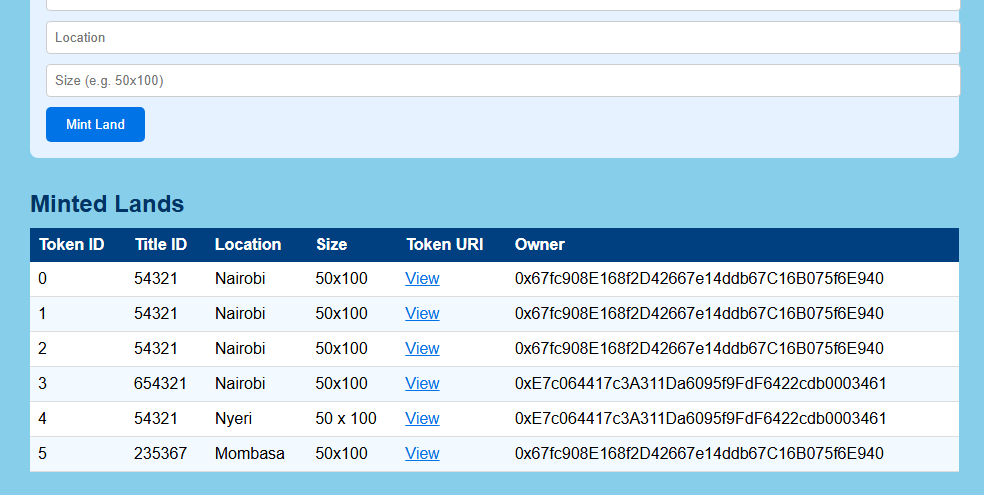 Location
Size (e.g. 50x100)
Mint Land
Minted Lands
Token ID Title ID Location Size Token URI Owner
0 54321 Nairobi 50x100 View 0x67fc908E168f2D42667e14ddb67C16B075f6E940
1 54321 Nairobi 50x100 View 0x67fc908E168f2D42667e14ddb67C16B075f6E940
2 54321 Nairobi 50x100 View 0x67fc908E168f2D42667e14ddb67C16B075f6E940
3 654321 Nairobi 50x100 View 0xE7c064417c3A311Da6095f9FdF6422cdb0003461
4 54321 Nyeri 50 x 100 View 0xE7c064417c3A311Da6095f9FdF6422cdb0003461
5 235367 Mombasa 50x100 View 0x67fc908E168f2D42667e14ddb67C16B075f6E940